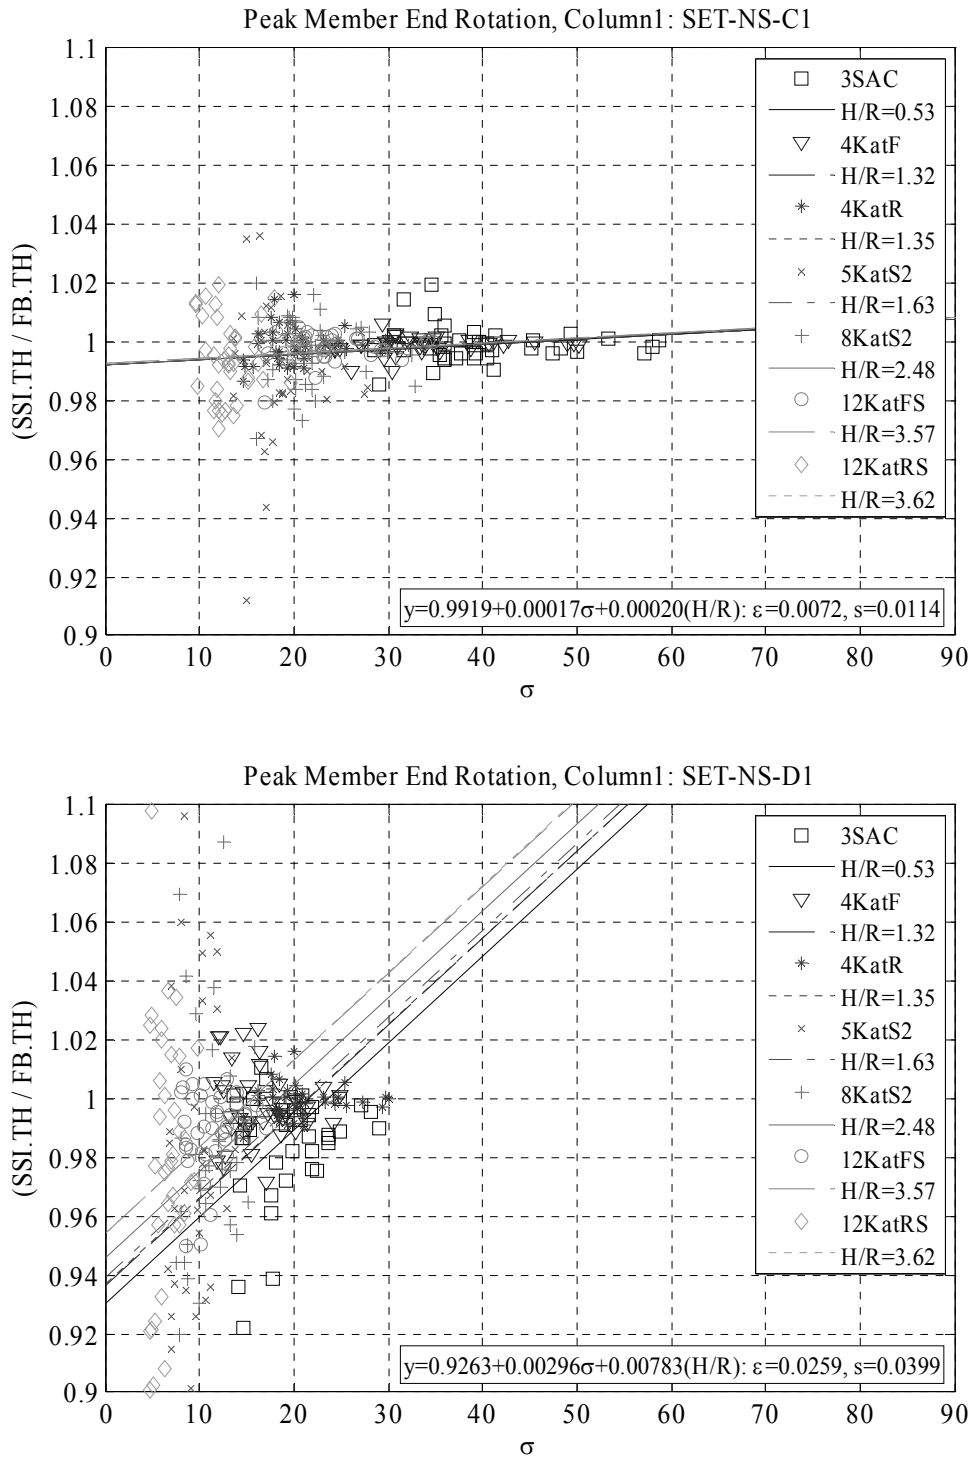 Peak Member End Rotation, Column1: SET-NS-C1
(SSI.TH / FB.TH)
1.1
1.08
1.06
1.04
1.02
1
0.98
0.96
0.94
0.92
0.9
3SAC
H/R=0.53
4KatF
H/R=1.32
4KatR
H/R=1.35
5KatS2
H/R=1.63
8KatS2
H/R=2.48
12KatFS
H/R=3.57
12KatRS
H/R=3.62
y=0.9919+0.00017σ+0.00020(H/R): ε=0.0072, s=0.0114
0 10 20 30 40 50 60 70 80 90
σ
Peak Member End Rotation, Column1: SET-NS-D1
(SSI.TH / FB.TH)
1.1
1.08
1.06
1.04
1.02
1
0.98
0.96
0.94
0.92
0.9
3SAC
H/R=0.53
4KatF
H/R=1.32
4KatR
H/R=1.35
5KatS2
H/R=1.63
8KatS2
H/R=2.48
12KatFS
H/R=3.57
12KatRS
H/R=3.62
y=0.9263+0.00296σ+0.00783(H/R): ε=0.0259, s=0.0399
0 10 20 30 40 50 60 70 80 90
σ